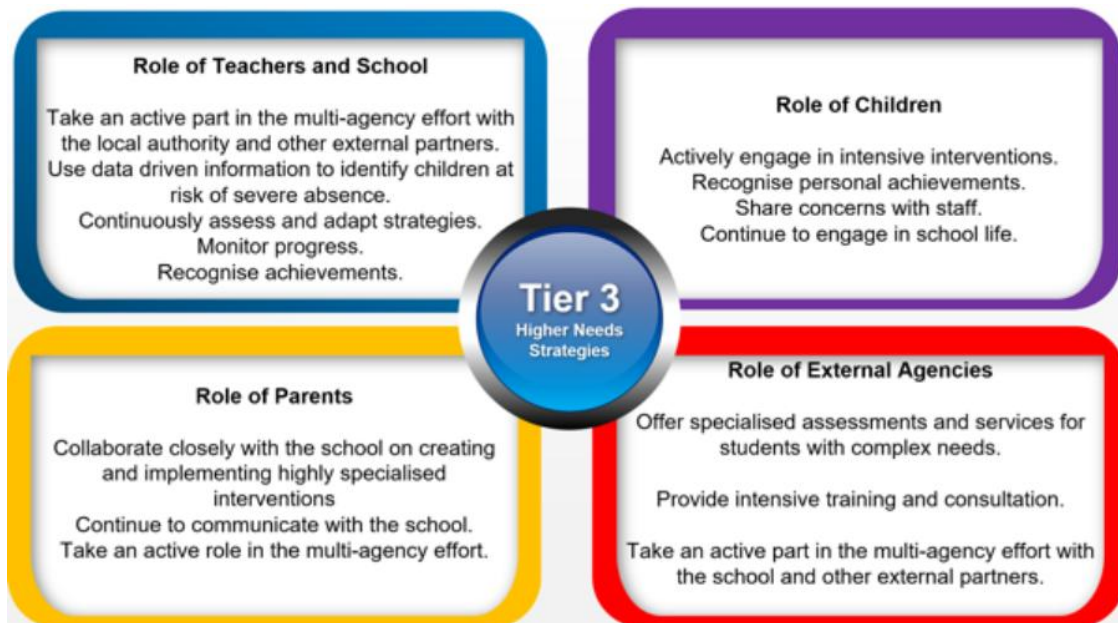 Role of Teachers and School
Take an active part in the multi-agency effort with
the local authority and other external partners.
Use data driven information to identify children at
risk of severe absence.
Continuously assess and adapt strategies.
Monitor progress.
Recognise achievements.
Role of Children
Actively engage in intensive interventions.
Recognise personal achievements.
Share concerns with staff.
Continue to engage in school life.
Tier 3
Higher Needs
Strategies
Role of Parents
Collaborate closely with the school on creating
and implementing highly specialised
interventions
Continue to communicate with the school.
Take an active role in the multi-agency effort.
Role of External Agencies
Offer specialised assessments and services for
students with complex needs.
Provide intensive training and consultation.
Take an active part in the multi-agency effort with
the school and other external partners.